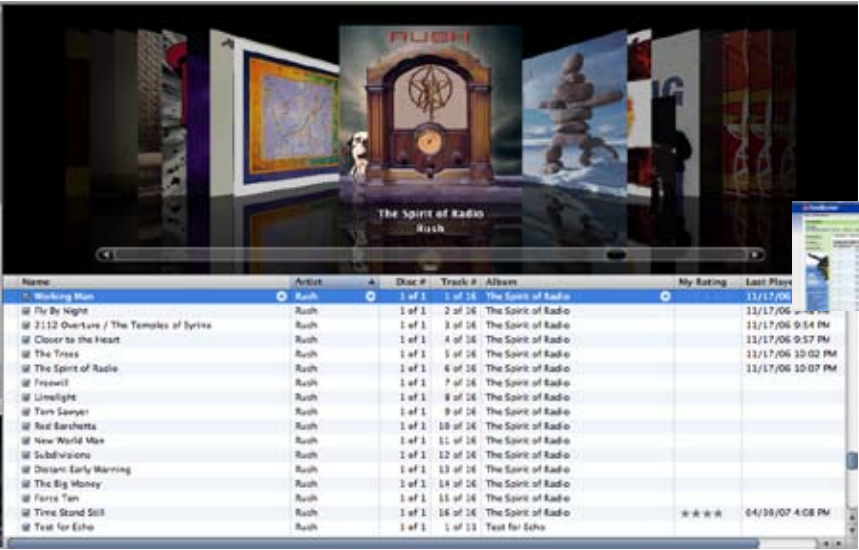 RUSH
NG
The Spirit of Radio
Rush
Name Artist Disc # Track # Album My Rating Last Playe
Working Man Rush 1 of 1 1 of 16 The Spirit of Radio 11/17/06
Fly By Night Rush 1 of 1 2 of 16 The Spirit of Radio
2112 Overture / The Temples of Syrinx Rush 1 of 1 3 of 16 The Spirit of Radio 11/17/06 9:54 PM
Closer to the Heart Rush 1 of 1 4 of 16 The Spirit of Radio 11/17/06 9:57 PM
The Trees Rush 1 of 1 5 of 16 The Spirit of Radio 11/17/06 10:02 PM
The Spirit of Radio Rush 1 of 1 6 of 16 The Spirit of Radio 11/17/06 10:07 PM
Freewill Rush 1 of 1 7 of 16 The Spirit of Radio
Limelight Rush 1 of 1 8 of 16 The Spirit of Radio
Tom Sawyer Rush 1 of 1 9 of 16 The Spirit of Radio
Red Barchetta Rush 1 of 1 10 of 16 The Spirit of Radio
New World Man Rush 1 of 1 11 of 16 The Spirit of Radio
Subdivisions Rush 1 of 1 12 of 16 The Spirit of Radio
Distant Early Warning Rush 1 of 1 13 of 16 The Spirit of Radio
The Big Money Rush 1 of 1 14 of 16 The Spirit of Radio
Force Ten Rush 1 of 1 15 of 16 The Spirit of Radio
Time Stand Still Rush 1 of 1 16 of 16 The Spirit of Radio ★★★★ 04/30/07 4:08 PM
Test for Echo Rush 1 of 1 1 of 11 Test for Echo